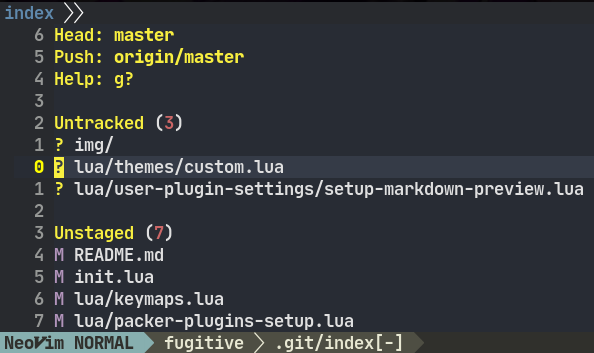 index
6 Head: master
5 Push: origin/master
4 Help: g?
3
2 Untracked (3)
1 ? img/
0 ? lua/themes/custom.lua
1 ? lua/user-plugin-settings/setup-markdown-preview.lua
2
3 Unstaged (7)
4 M README.md
5 M init.lua
6 M lua/keymaps.lua
7 M lua/packer-plugins-setup.lua
NeoVim NORMAL fugitive .git/index[-]